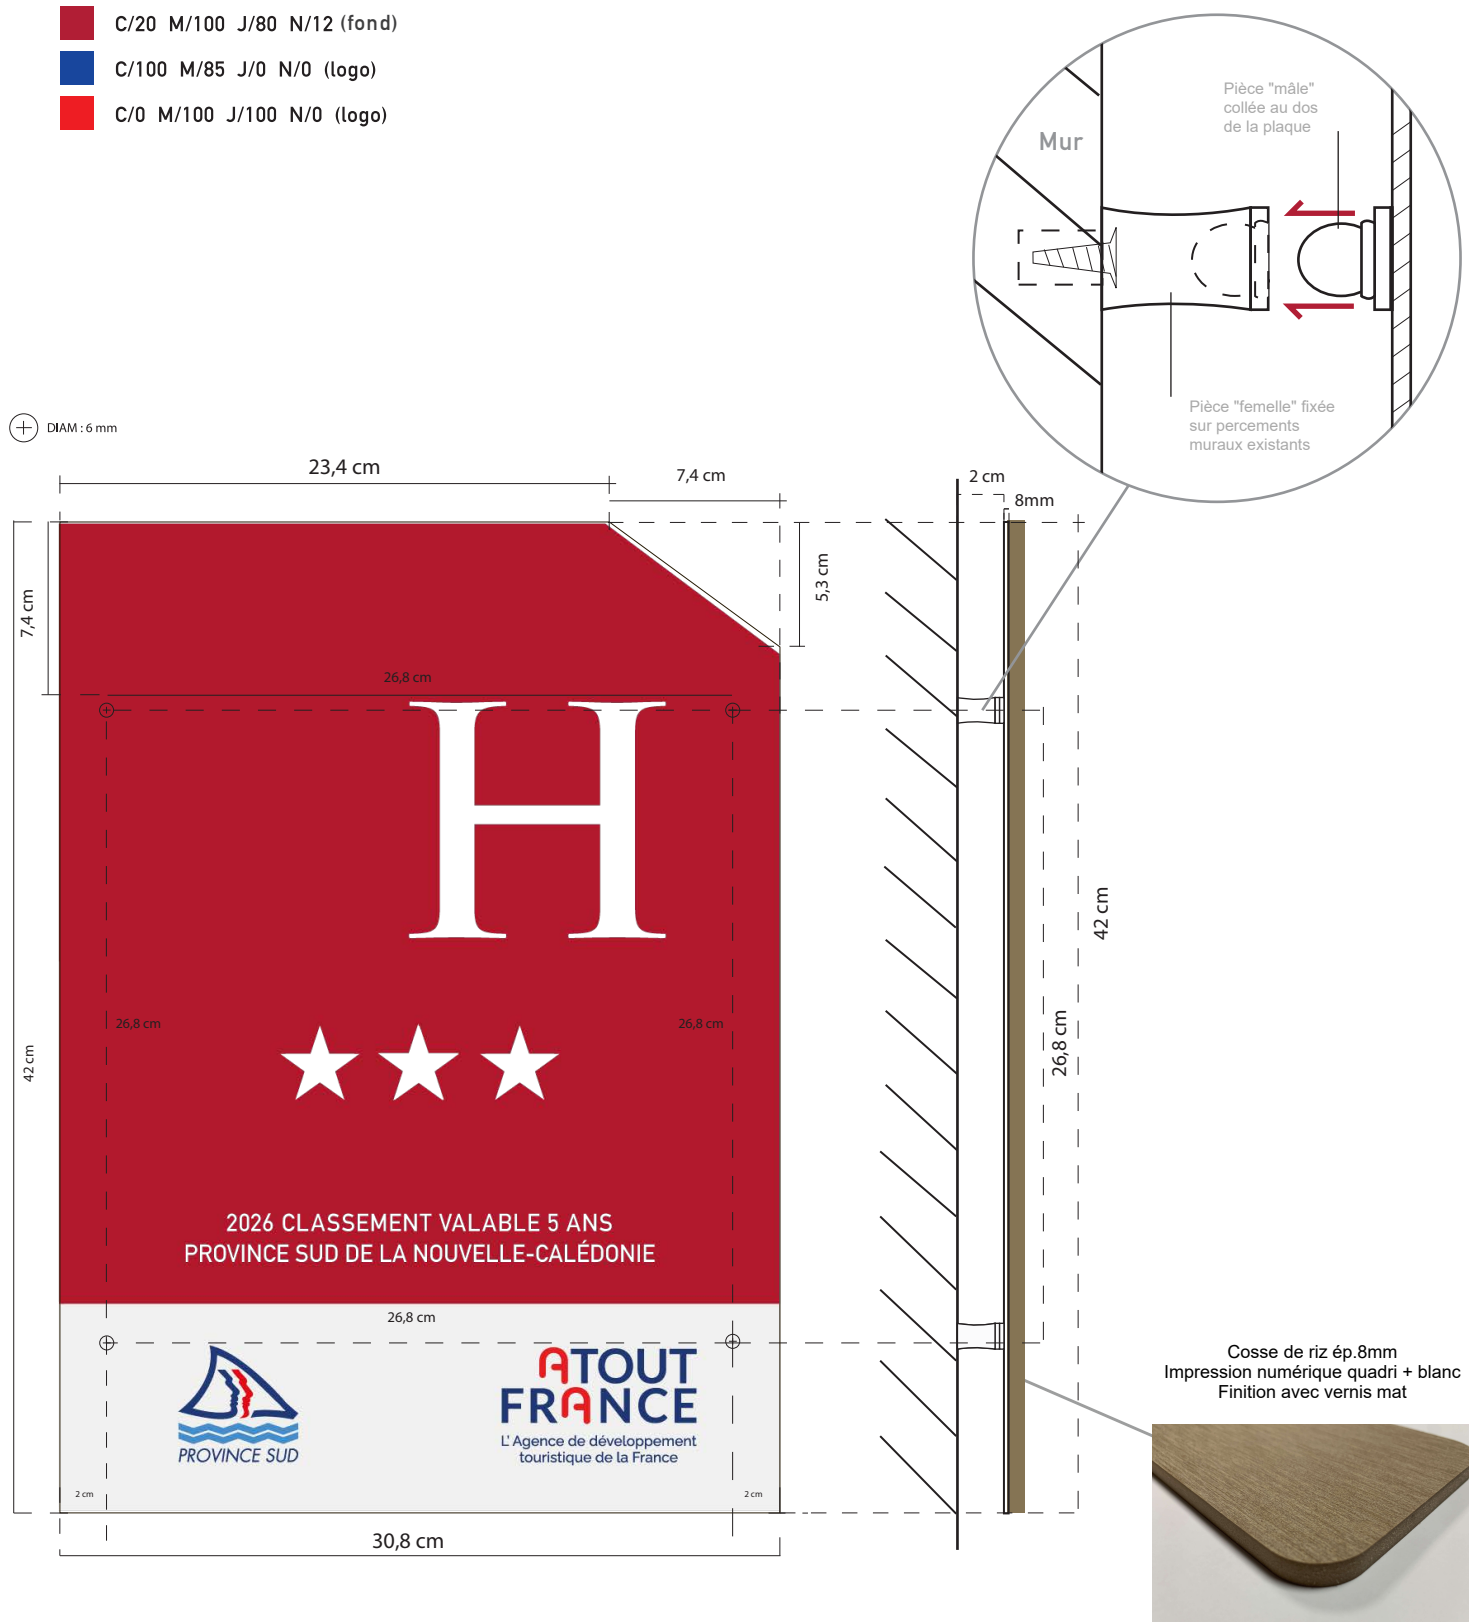 C/20 M/100 J/80 N/12 (fond)
C/100 M/85 J/0 N/0 (logo)
C/0 M/100 J/100 N/0 (logo)
Pièce "mâle"
collée au dos
de la plaque
Mur
Pièce "femelle" fixée
sur percements
muraux existants
DIAM : 6 mm
23,4 cm
7,4 cm
2 cm
8mm
7,4 cm
5,3 cm
26,8 cm
H
26,8 cm
26,8 cm
42 cm
42 cm
26,8 cm
2026 CLASSEMENT VALABLE 5 ANS
PROVINCE SUD DE LA NOUVELLE-CALÉDONIE
26,8 cm
PROVINCE SUD
ATOUT
FRANCE
L'Agence de développement
touristique de la France
2 cm
2 cm
30,8 cm
Cosse de riz ép.8mm
Impression numérique quadri + blanc
Finition avec vernis mat